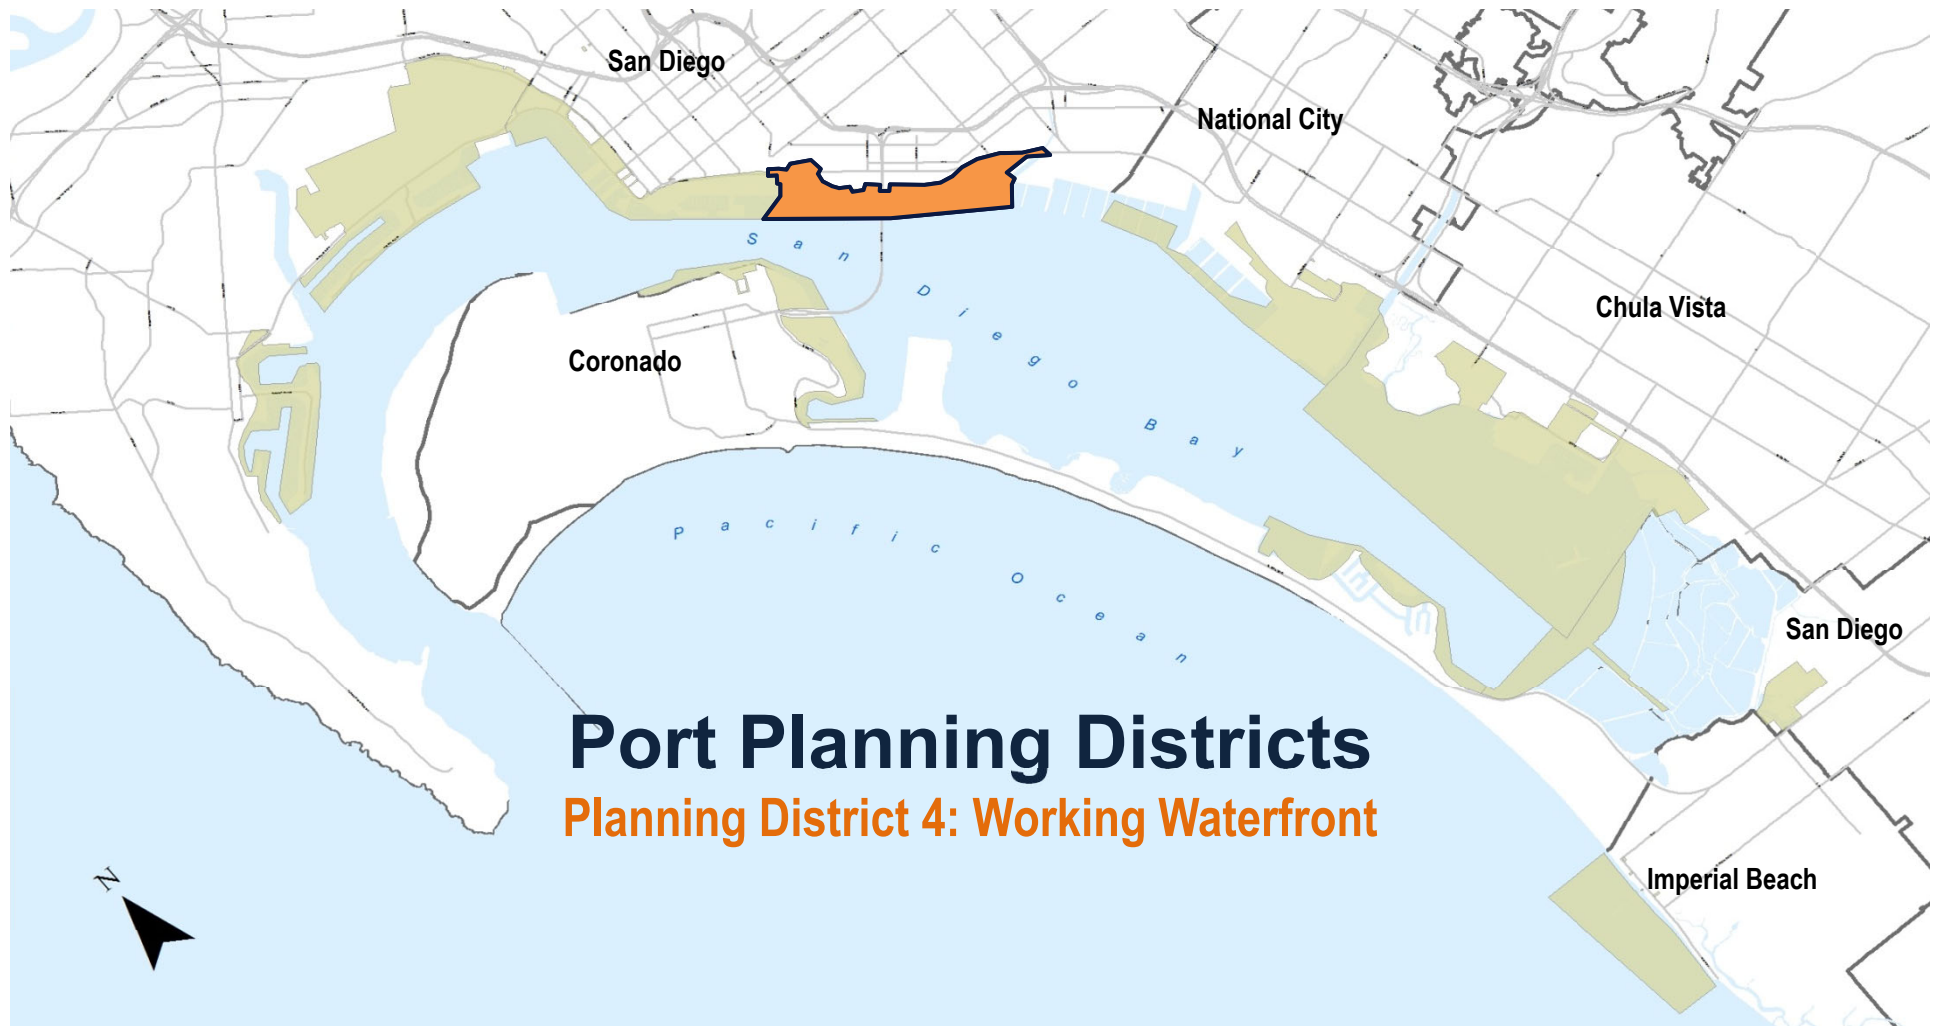 San Diego
National City
San Diego Bay
Chula Vista
Coronado
Pacific Ocean
San Diego
Port Planning Districts
Planning District 4: Working Waterfront
Imperial Beach
N